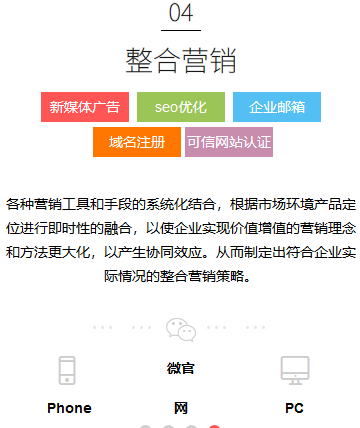 04
整合营销
新媒体广告 seo优化 企业邮箱
域名注册 可信网站认证
各种营销工具和手段的系统化结合，根据市场环境产品定
位进行即时性的融合，以使企业实现价值增值的营销理念
和方法更大化，以产生协同效应。从而制定出符合企业实
际情况的整合营销策略。
微官
Phone 网 PC